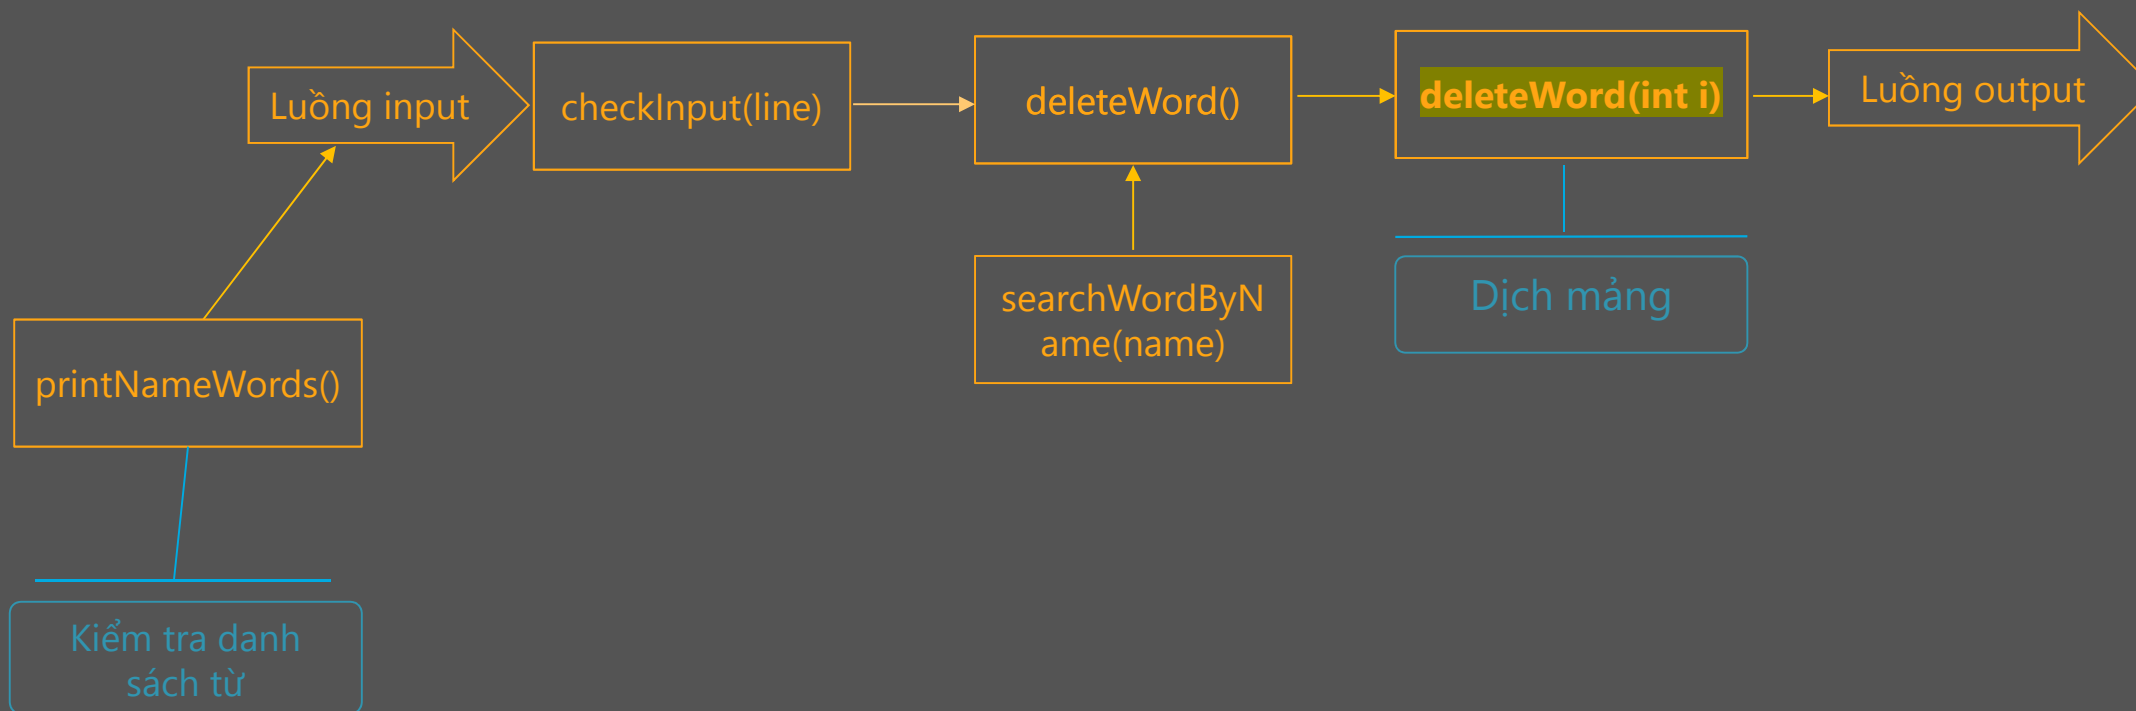 Luồng input
checkInput(line)
deleteWord()
deleteWord(int i)
Luồng output
searchWordByN
ame(name)
Dịch mảng
printNameWords()
Kiểm tra danh
sách từ